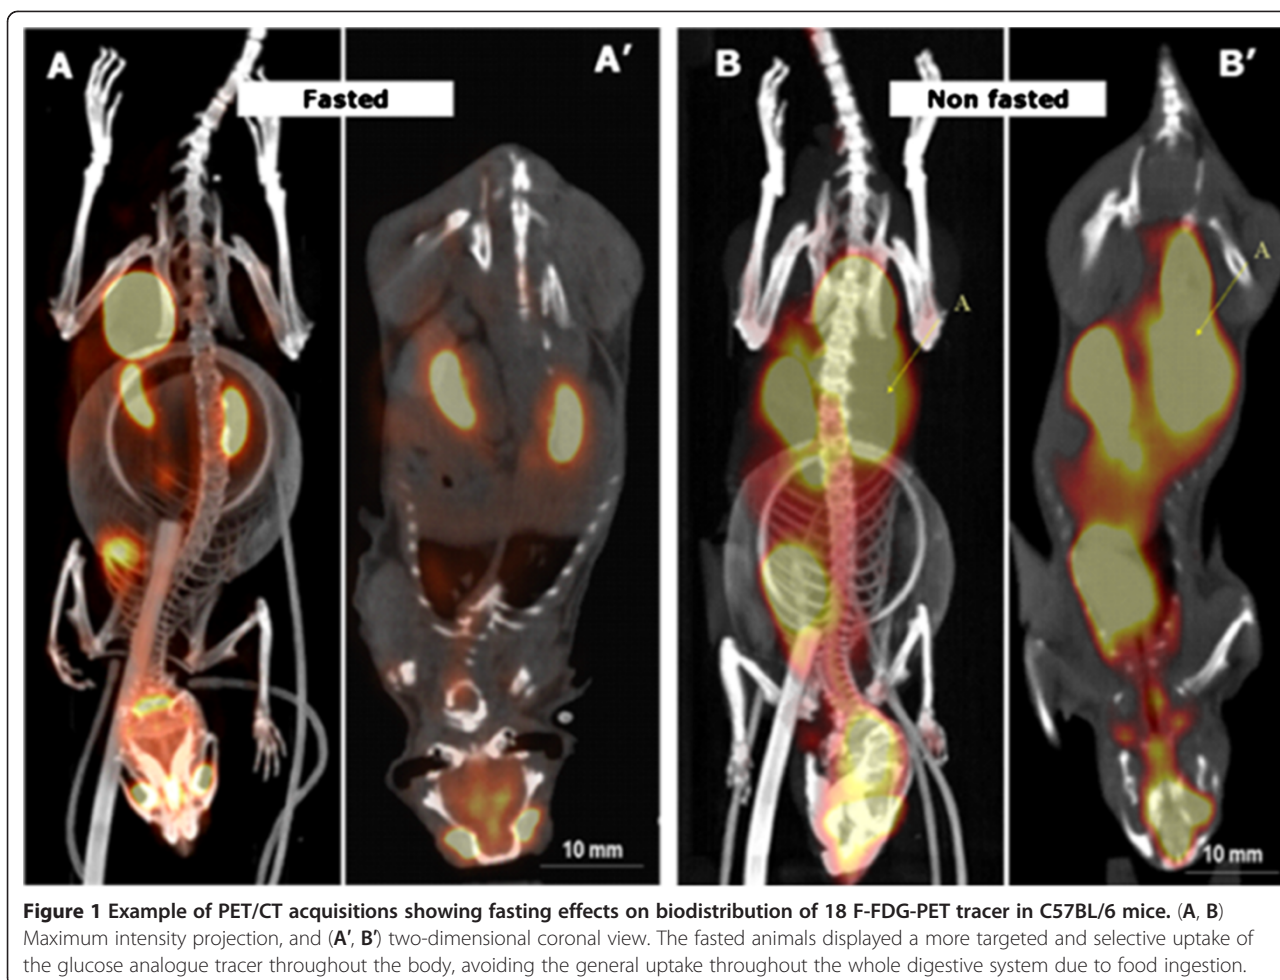 A
A′
B
B′
Fasted
Non fasted
A
A
10 mm
10 mm
Figure 1 Example of PET/CT acquisitions showing fasting effects on biodistribution of 18 F-FDG-PET tracer in C57BL/6 mice. (A, B)
Maximum intensity projection, and (A′, B′) two-dimensional coronal view. The fasted animals displayed a more targeted and selective uptake of
the glucose analogue tracer throughout the body, avoiding the general uptake throughout the whole digestive system due to food ingestion.